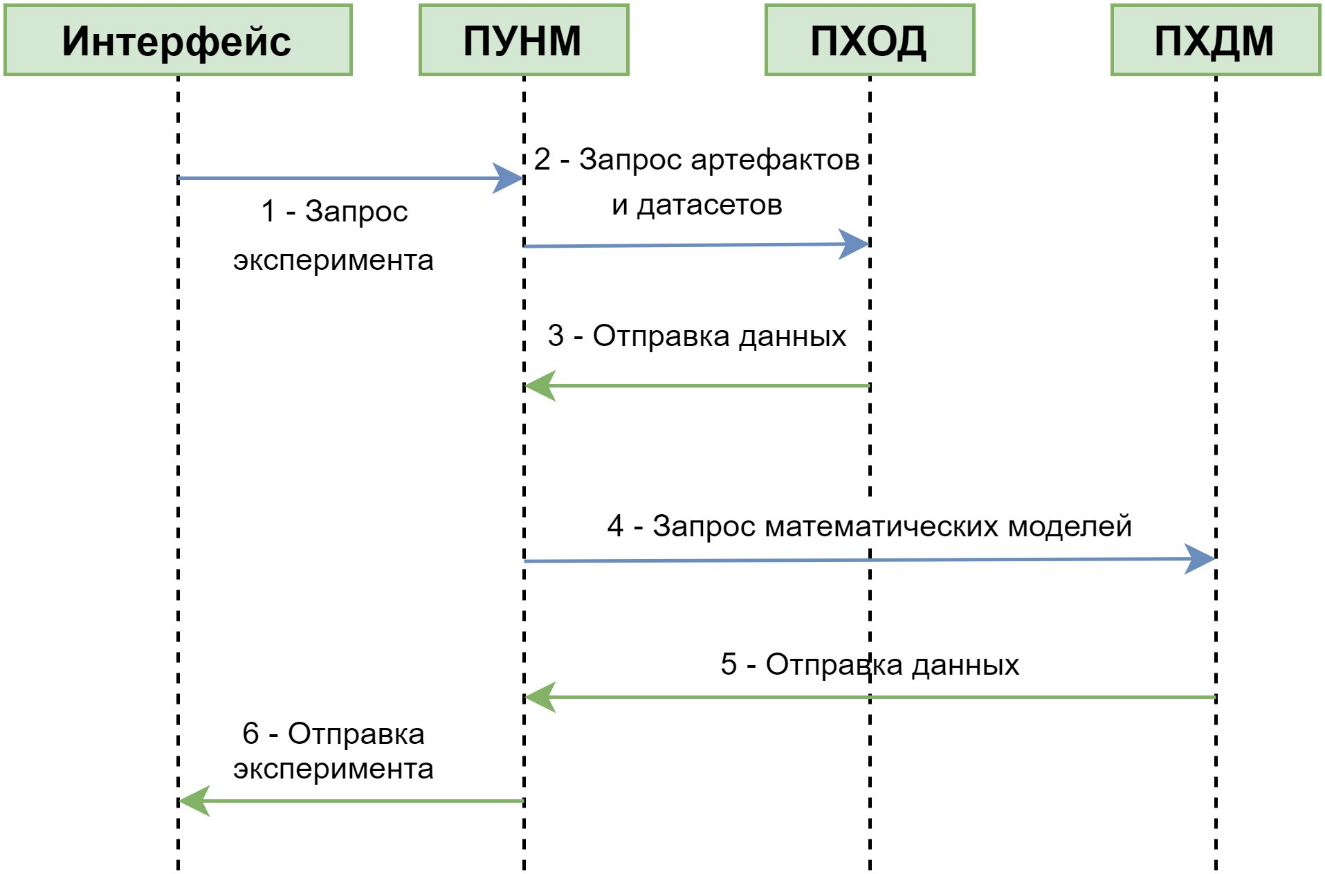 Интерфейс
ПУНМ
ПХОД
ПХДМ
1 - Запрос
эксперимента
2 - Запрос артефактов
и датасетов
3 - Отправка данных
4 - Запрос математических моделей
5 - Отправка данных
6 - Отправка
эксперимента